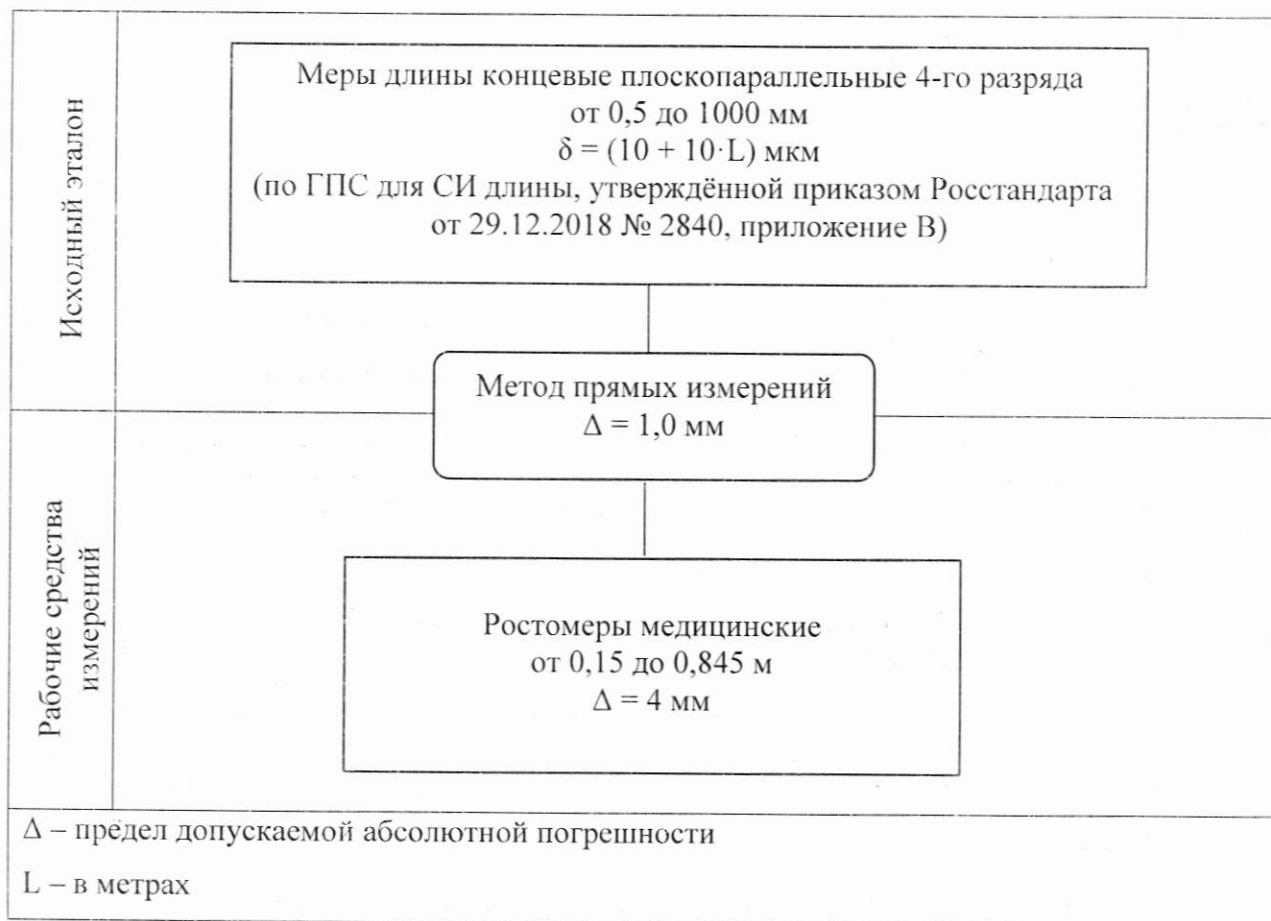 Исходный эталон
Меры длины концевые плоскопараллельные 4-го разряда
от 0,5 до 1000 мм
δ = (10 + 10·L) мкм
(по ГПС для СИ длины, утверждённой приказом Росстандарта
от 29.12.2018 № 2840, приложение В)
Метод прямых измерений
Δ = 1,0 мм
Рабочие средства
измерений
Ростомеры медицинские
от 0,15 до 0,845 м
Δ = 4 мм
Δ – предел допускаемой абсолютной погрешности
L – в метрах